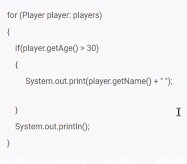 for (Player player: players)
{
if(player.getAge() > 30)
{
System.out.print(player.getName() + " ");
}
System.out.println();
}